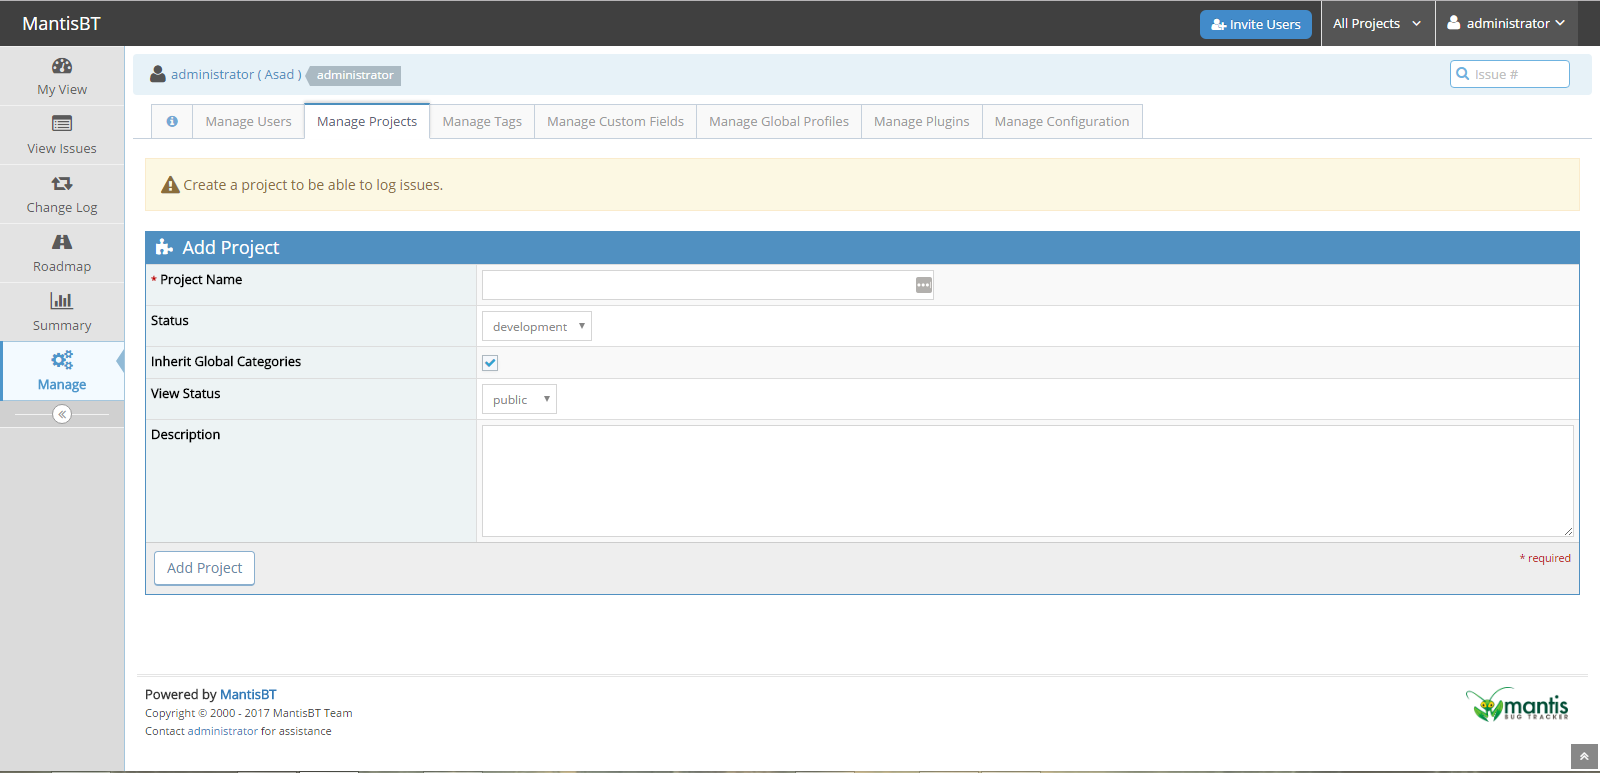 MantisBT
Invite Users
All Projects
administrator
My View
View Issues
Change Log
Roadmap
Summary
Manage
administrator ( Asad ) administrator
Issue #
Manage Users
Manage Projects
Manage Tags
Manage Custom Fields
Manage Global Profiles
Manage Plugins
Manage Configuration
Create a project to be able to log issues.
Add Project
* Project Name
Status
development
Inherit Global Categories
View Status
public
Description
Add Project
* required
Powered by MantisBT
Copyright © 2000 - 2017 MantisBT Team
Contact administrator for assistance
mantis
BUG TRACKER